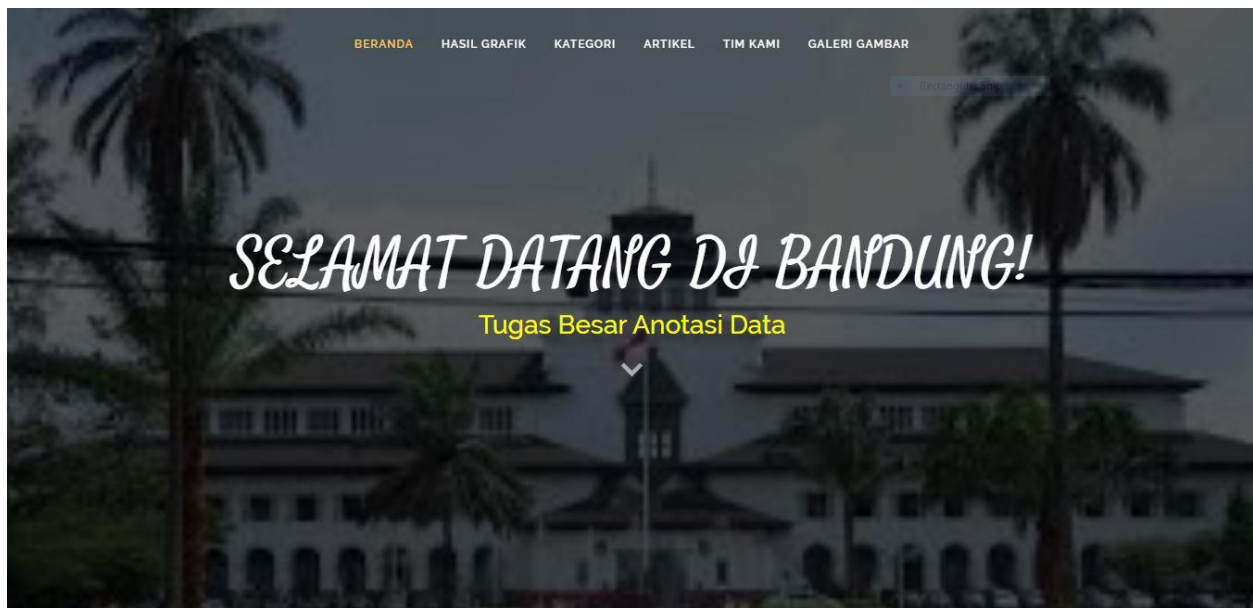 BERANDA HASIL GRAFIK KATEGORI ARTIKEL TIM KAMI GALERI GAMBAR
SELAMAT DATANG DI BANDUNG!
Tugas Besar Anotasi Data